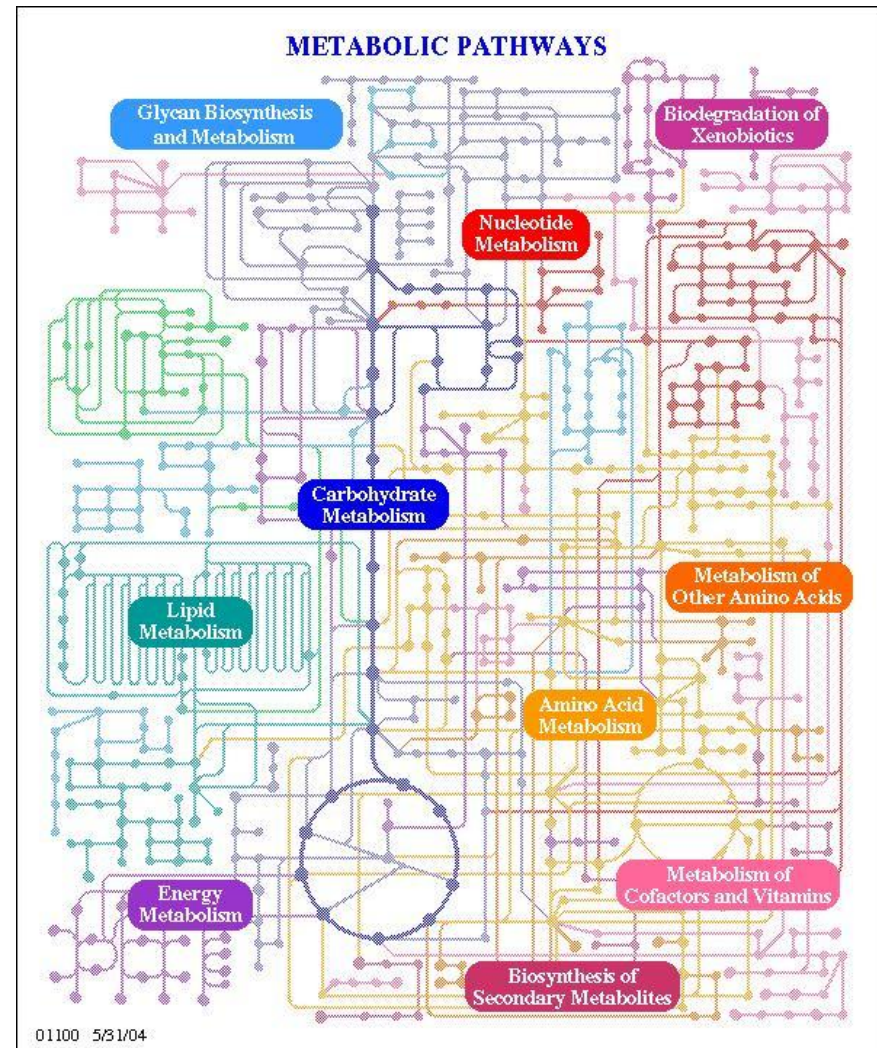 METABOLIC PATHWAYS
Glycan Biosynthesis
and Metabolism
Biodegradation of
Xenobiotics
Nucleotide
Metabolism
Carbohydrate
Metabolism
Metabolism of
Other Amino Acids
Lipid
Metabolism
Amino Acid
Metabolism
Metabolism of
Cofactors and Vitamins
Energy
Metabolism
Biosynthesis of
Secondary Metabolites
01100 5/31/04